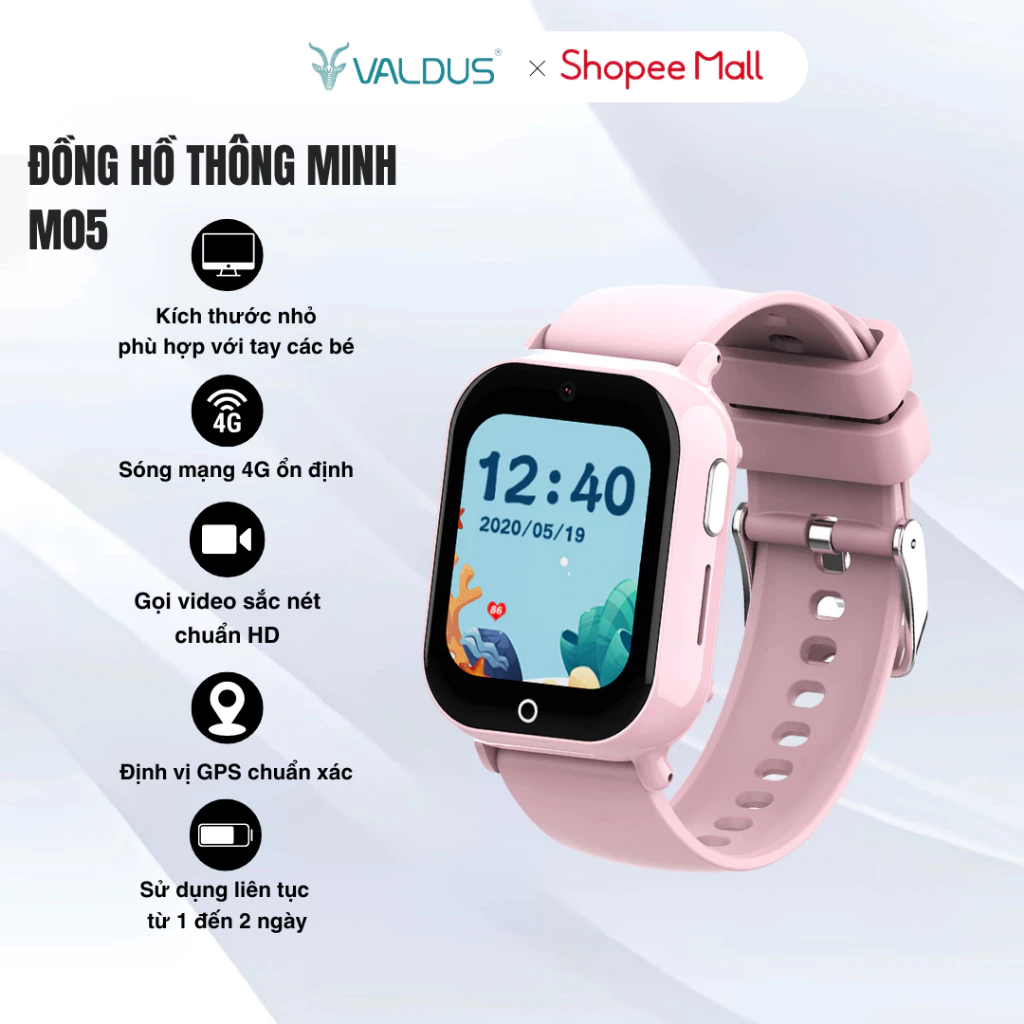 VALDUS® × Shopee Mall
ĐỒNG HỒ THÔNG MINH
M05
Kích thước nhỏ
phù hợp với tay các bé
4G
Sóng mạng 4G ổn định
Gọi video sắc nét
chuẩn HD
Định vị GPS chuẩn xác
Sử dụng liên tục
từ 1 đến 2 ngày
12:40
2020/05/19
86